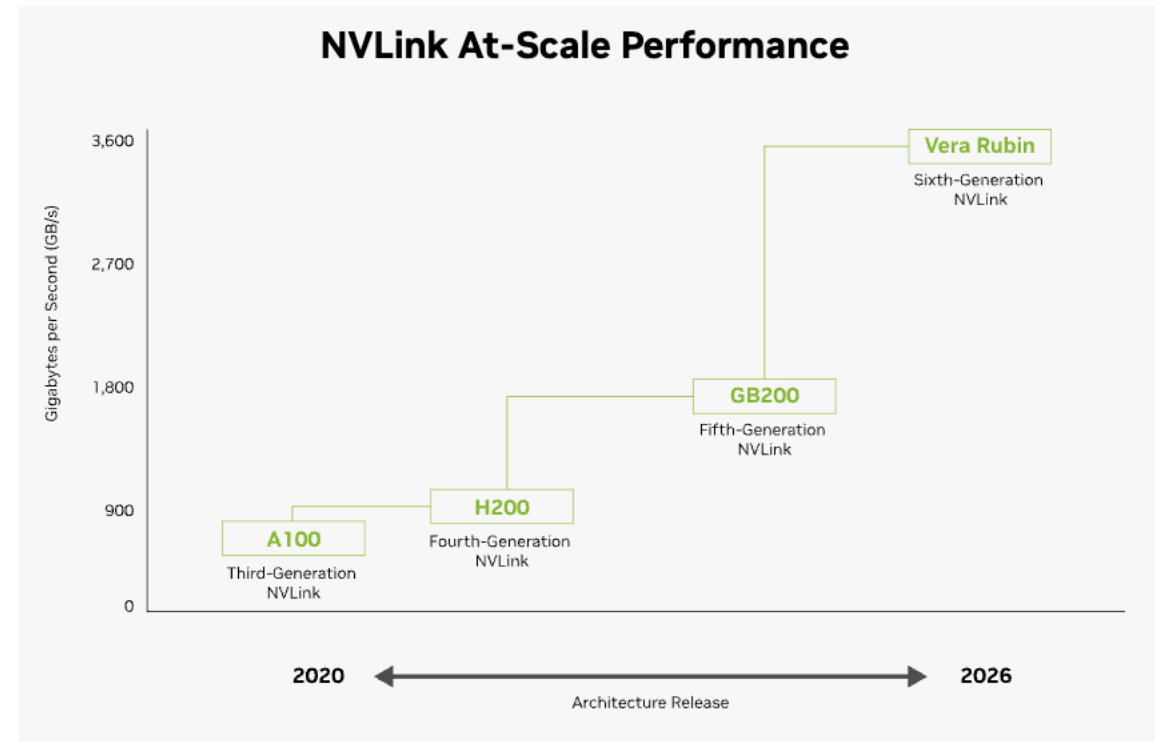 NVLink At-Scale Performance
Gigabytes per Second (GB/s)
3,600
2,700
1,800
900
0
Vera Rubin
Sixth-Generation
NVLink
GB200
Fifth-Generation
NVLink
H200
Fourth-Generation
NVLink
A100
Third-Generation
NVLink
2020
2026
Architecture Release